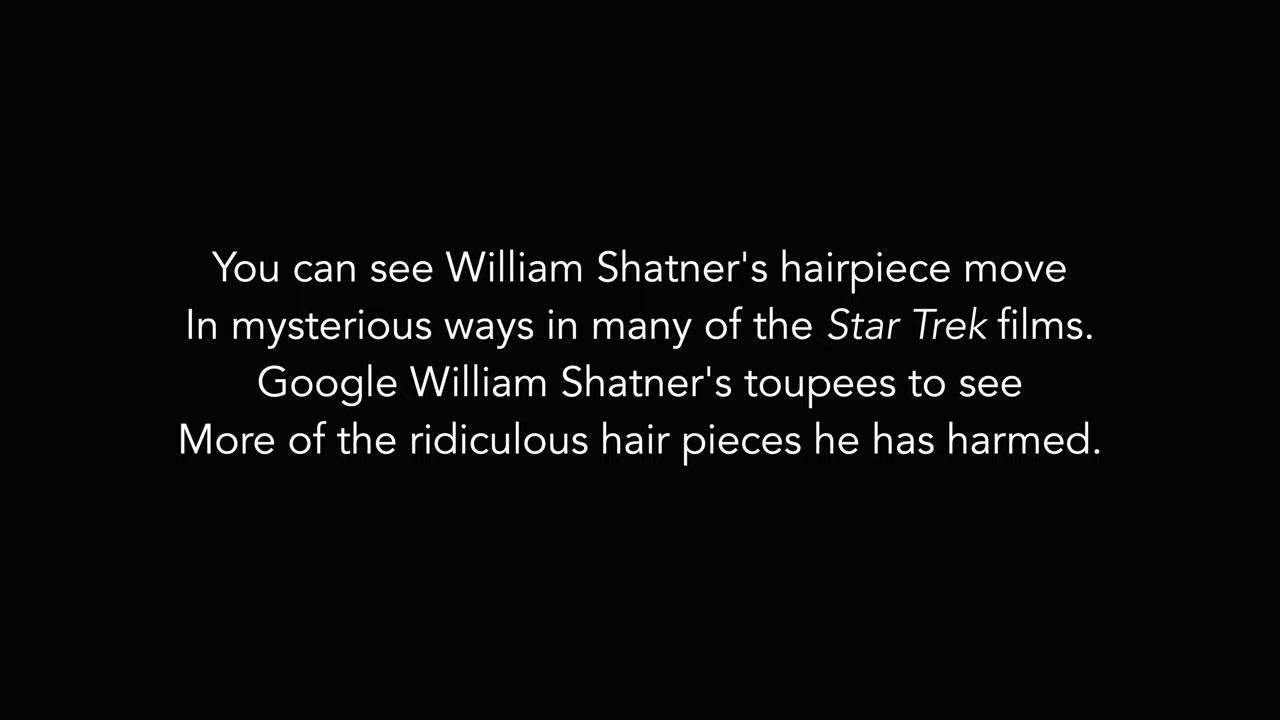 You can see William Shatner's hairpiece move
In mysterious ways in many of the Star Trek films.
Google William Shatner's toupees to see
More of the ridiculous hair pieces he has harmed.